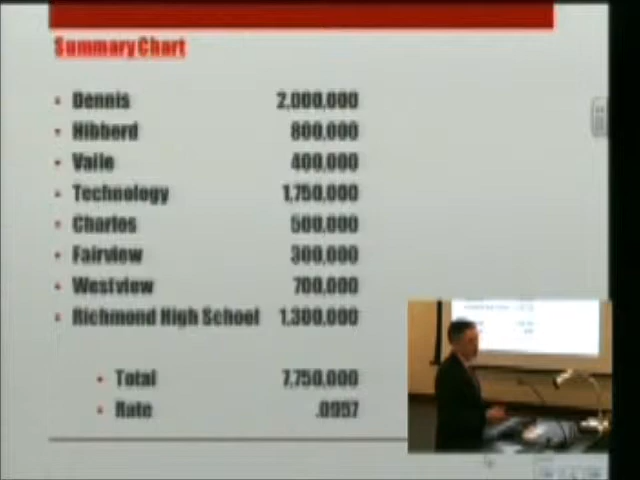 Summary Chart
• Dennis 2,000,000
• Hibberd 800,000
• Vaile 400,000
• Technology 1,750,000
• Charles 500,000
• Fairview 300,000
• Westview 700,000
• Richmond High School 1,300,000
• Total 7,750,000
• Rate .0957